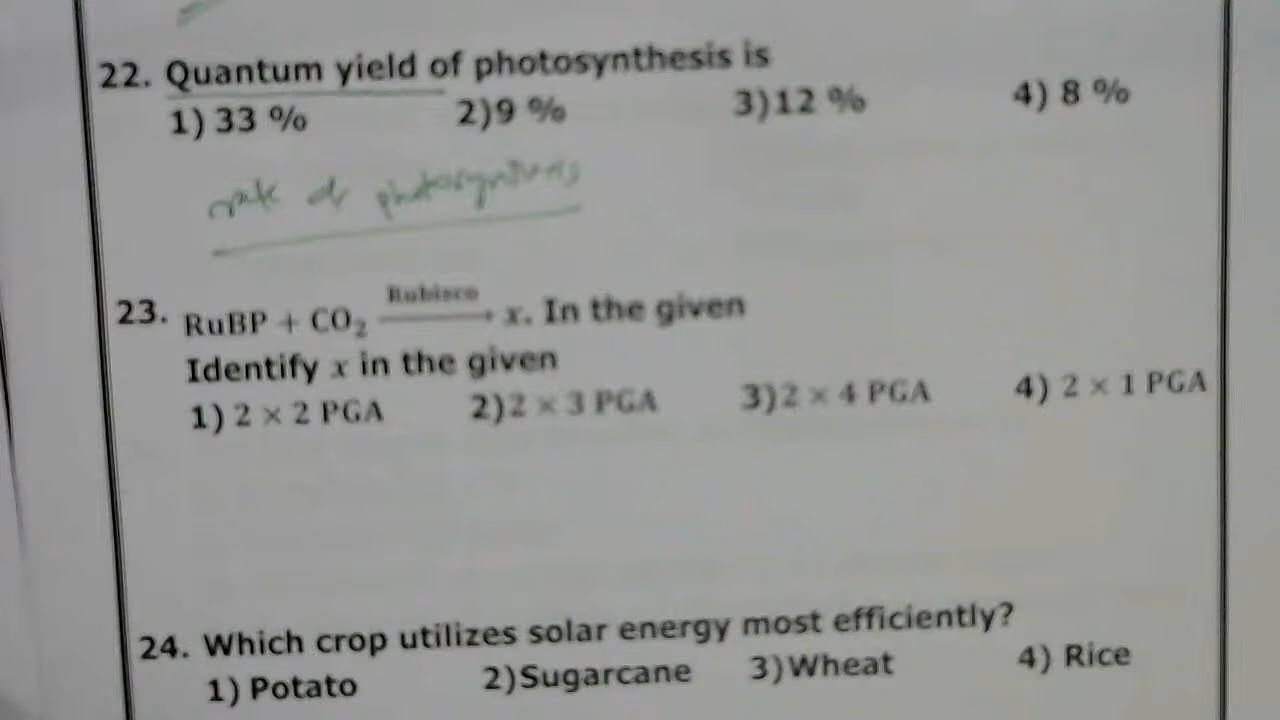 22. Quantum yield of photosynthesis is
1) 33 % 2)9 % 3)12 % 4) 8 %
rate of photosynthesis
23. RuBP + CO₂ —Rubisco→ x. In the given
Identify x in the given
1) 2 × 2 PGA 2)2 × 3 PGA 3)2 × 4 PGA 4) 2 × 1 PGA
24. Which crop utilizes solar energy most efficiently?
1) Potato 2)Sugarcane 3)Wheat 4) Rice